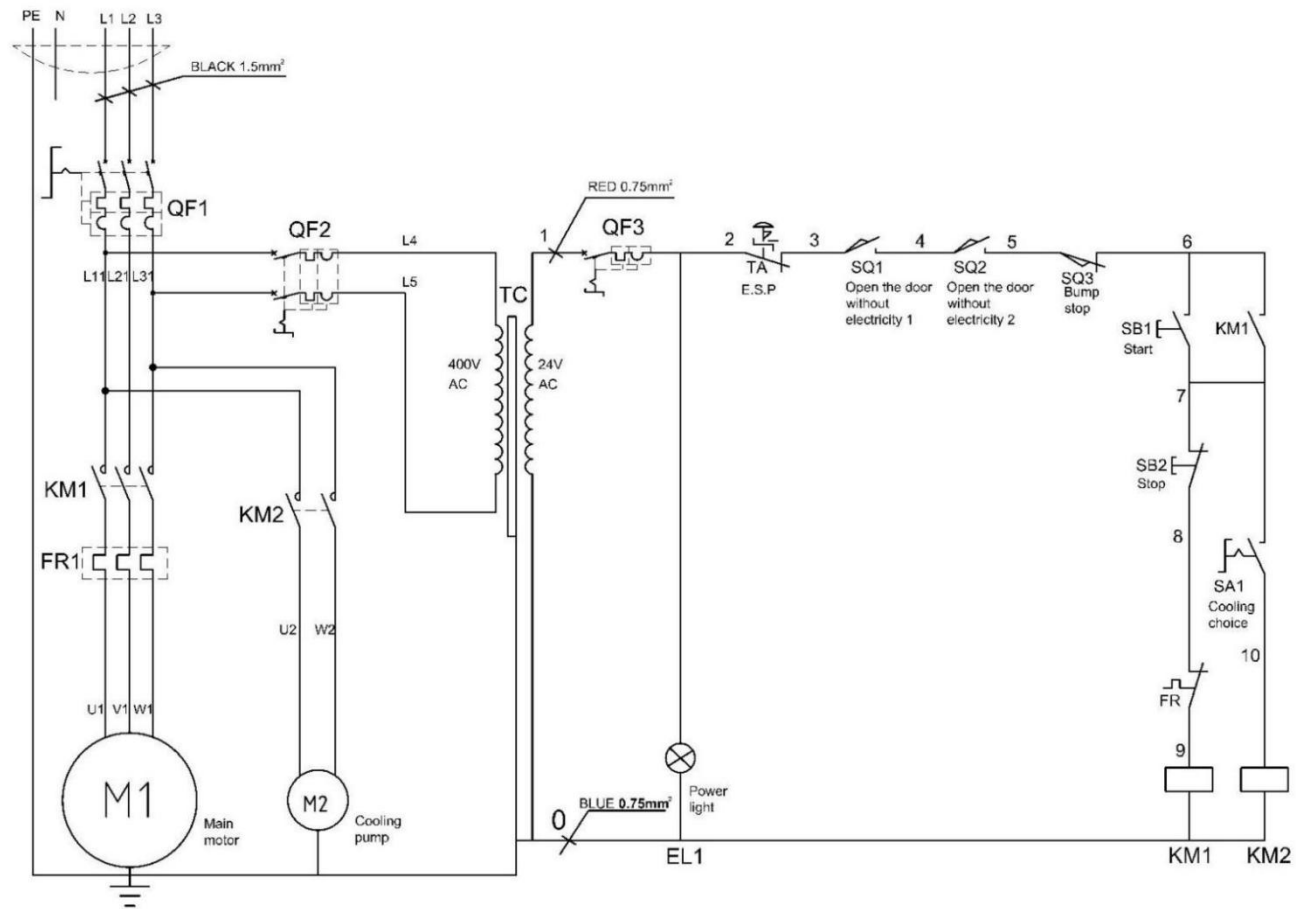 PE N L1 L2 L3
BLACK 1.5mm²
QF1
L11 L21 L31
QF2
L4
L5
TC
400V
AC
24V
AC
1
RED 0.75mm²
QF3
2
TA
E.S.P
3
SQ1
Open the door
without
electricity 1
4
SQ2
Open the door
without
electricity 2
5
SQ3
Bump
stop
6
SB1
Start
KM1
7
SB2
Stop
8
SA1
Cooling
choice
10
FR
9
KM1
FR1
KM2
U2 W2
U1 V1 W1
M1
Main
motor
M2
Cooling
pump
0
BLUE 0.75mm²
Power
light
EL1
KM1
KM2